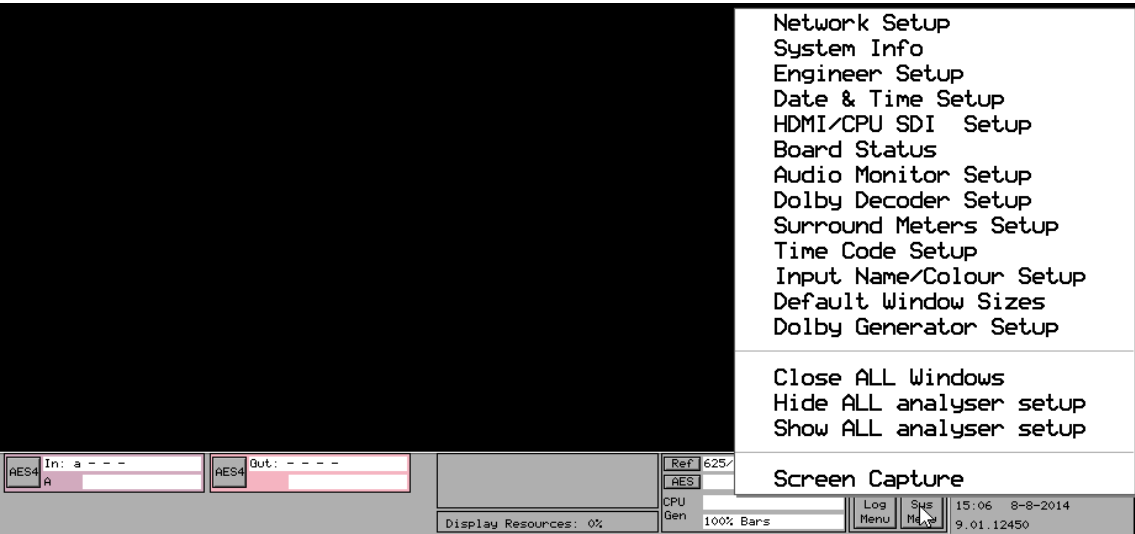 Network Setup
System Info
Engineer Setup
Date & Time Setup
HDMI/CPU SDI  Setup
Board Status
Audio Monitor Setup
Dolby Decoder Setup
Surround Meters Setup
Time Code Setup
Input Name/Colour Setup
Default Window Sizes
Dolby Generator Setup
Close ALL Windows
Hide ALL analyser setup
Show ALL analyser setup
Screen Capture
AES4 In: a - - -
A
AES4 Out: - - - -
Display Resources: 0%
Ref 625/
AES
CPU
Gen 100% Bars
Log Menu
Sys
15:06 8-8-2014
9.01.12450